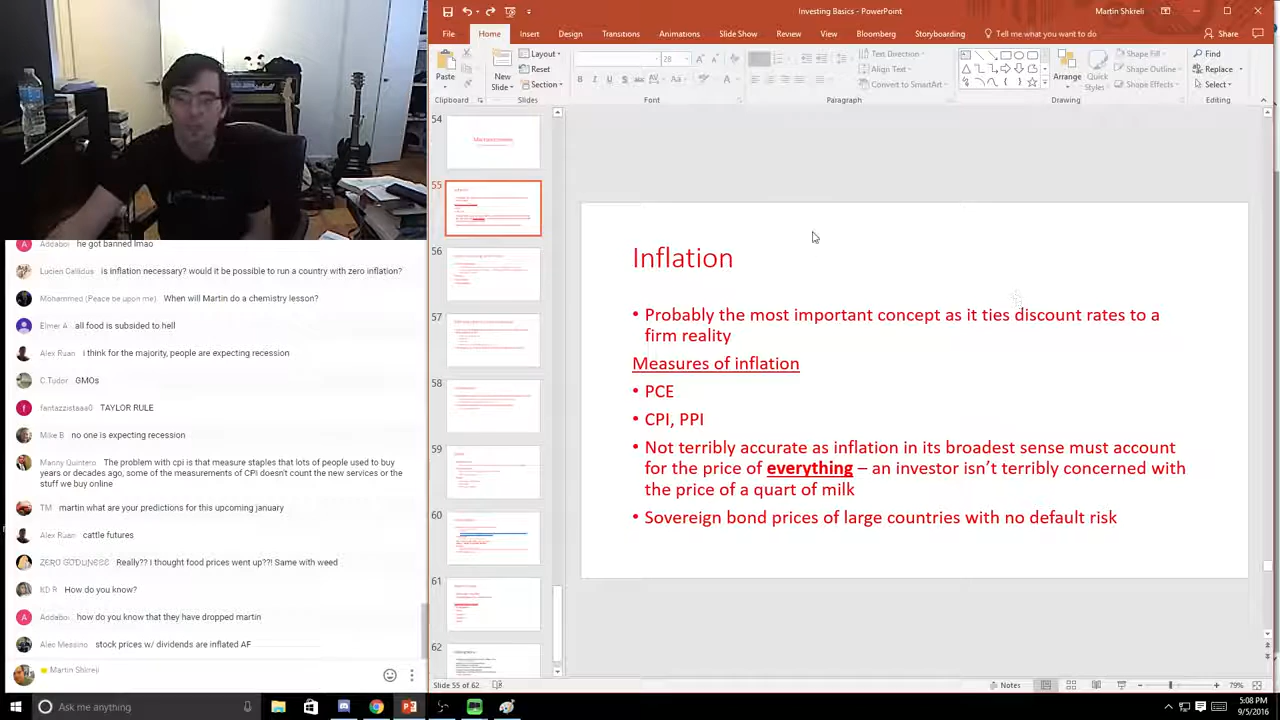 Martin Shkreli
File Home Insert Design Transitions Animations Slide Show Review View Bloomberg Storyboarding Tell me what you want to do Share
Paste
New
Slide
Layout
Reset
Section
28
Text Direction
Align Text
Convert to SmartArt
Arrange
Quick
Styles
Shape Fill
Shape Outline
Shape Effects
Find
Replace
Select
Clipboard Slides Font Paragraph Drawing Editing
54
55
56
57
58
59
60
61
62
Inflation
• Probably the most important concept as it ties discount rates to a
firm reality
Measures of inflation
• PCE
• CPI, PPI
• Not terribly accurate as inflation in its broadest sense must account
for the price of everything – an investor isn't terribly concerned with
the price of a quart of milk
• Sovereign bond prices of large countries with no default risk
he got banned lmao
Lucien Callidus is inflation necessary? would it be possible to run a country with zero inflation?
Mohammed (Peace be upon me) When will Martin do a chemistry lesson?
Elmer A all food is subsided to hell
Alex Ruan i think for the majority, people are expecting recession
C.Tudor GMOs
fantazzistaaa0 TAYLOR RULE
Mike B no one is expecting recession
Manny Quintero The problem with cpi is that measure staples that lots of people used to buy
years or decades ago, some of the measurements of CPI doesn't count the new services or the
stuff we buy online
TM martin what are your predictions for this upcoming january
Alex Ruan cattle futures
Really?? I thought food prices went up??! Same with weed
KD R How do you know?
how do you know that they have dropped martin
Alec Messino stock prices w/ dividends are inflated AF
Martin Shkreli
Slide 55 of 62
Notes
79%
Ask me anything
5:08 PM
9/5/2016